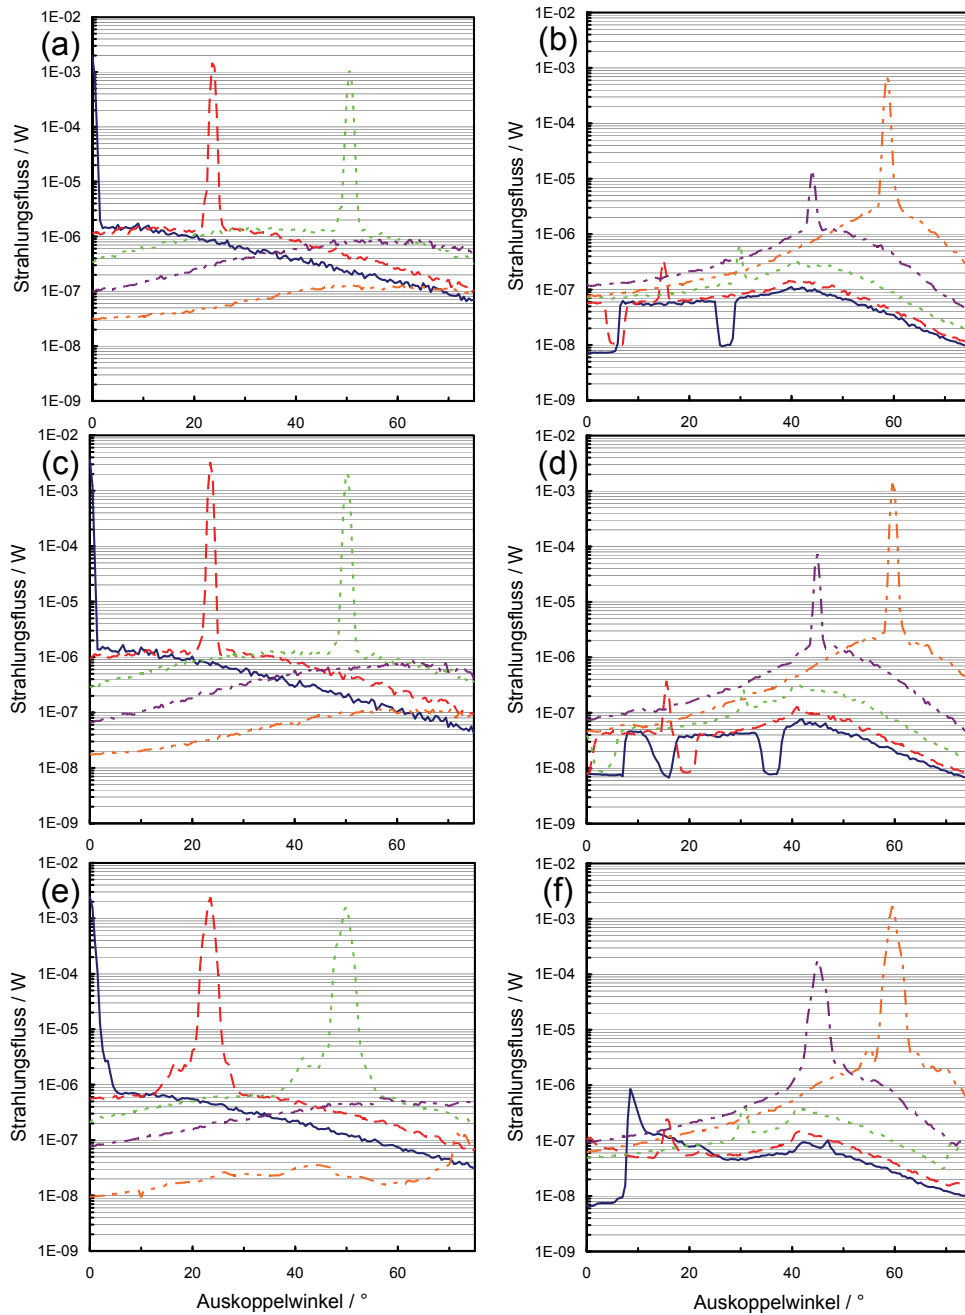 (a)
1E-02
1E-03
1E-04
1E-05
1E-06
1E-07
1E-08
1E-09
Strahlungsfluss / W
0 20 40 60
(b)
1E-02
1E-03
1E-04
1E-05
1E-06
1E-07
1E-08
1E-09
Strahlungsfluss / W
0 20 40 60
(c)
1E-02
1E-03
1E-04
1E-05
1E-06
1E-07
1E-08
1E-09
Strahlungsfluss / W
0 20 40 60
(d)
1E-02
1E-03
1E-04
1E-05
1E-06
1E-07
1E-08
1E-09
Strahlungsfluss / W
0 20 40 60
(e)
1E-02
1E-03
1E-04
1E-05
1E-06
1E-07
1E-08
1E-09
Strahlungsfluss / W
0 20 40 60
Auskoppelwinkel / °
(f)
1E-02
1E-03
1E-04
1E-05
1E-06
1E-07
1E-08
1E-09
Strahlungsfluss / W
0 20 40 60
Auskoppelwinkel / °